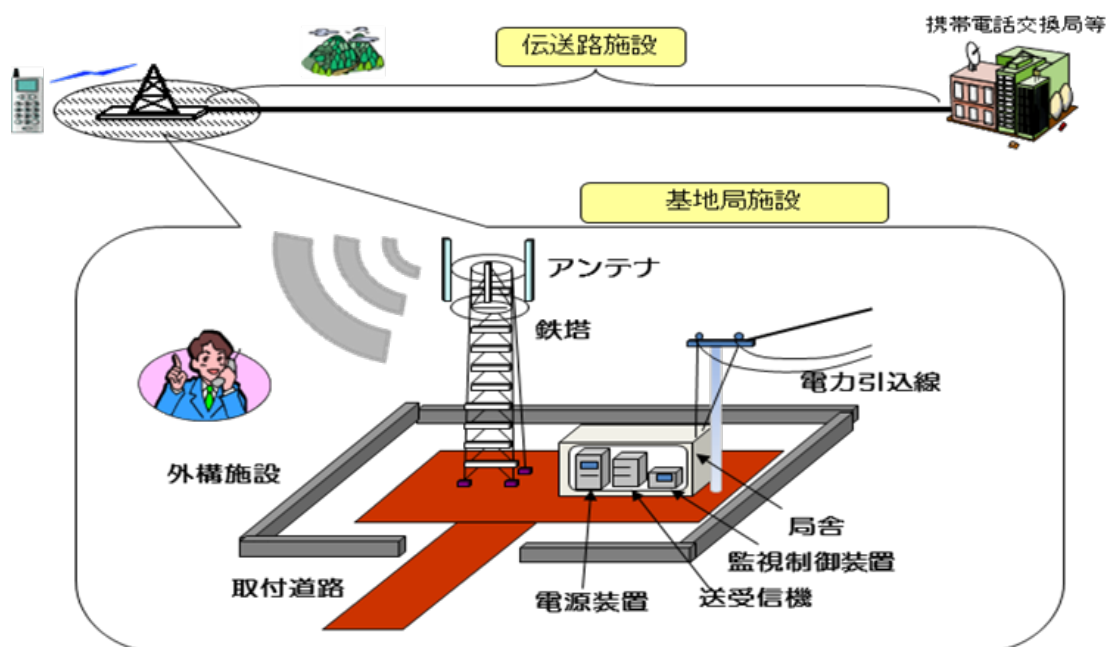 携帯電話交換局等
伝送路施設
基地局施設
アンテナ
鉄塔
電力引込線
外構施設
局舎
監視制御装置
取付道路
電源装置
送受信機